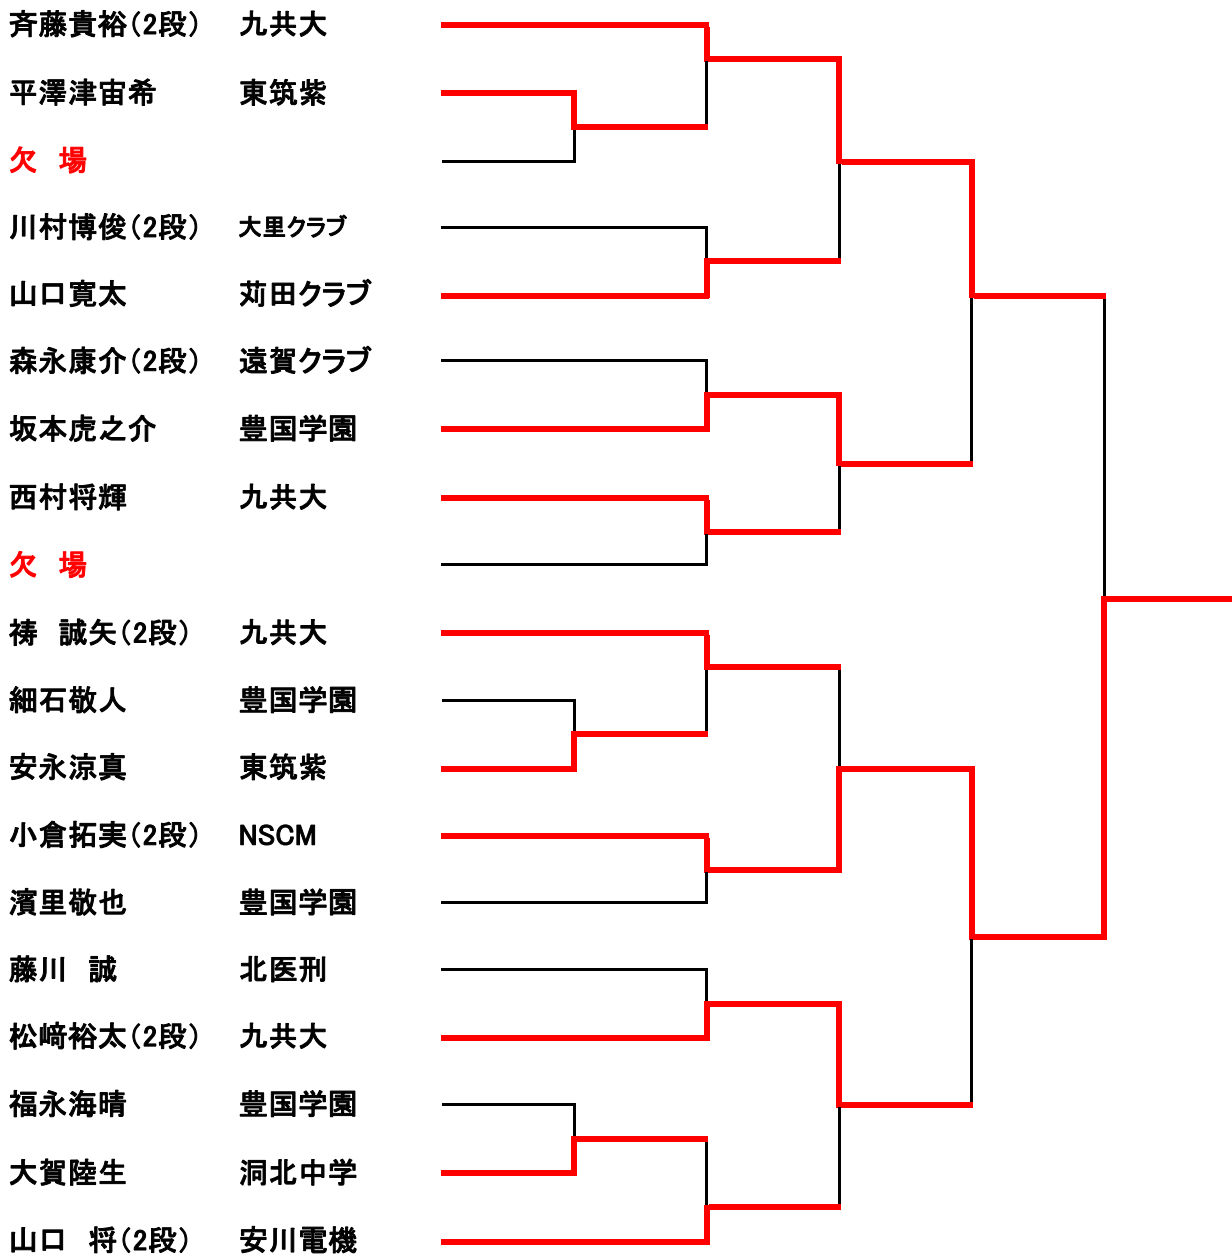 斉藤貴裕(2段) 九共大
平澤津宙希 東筑紫
欠 場
川村博俊(2段) 大里クラブ
山口寛太 苅田クラブ
森永康介(2段) 遠賀クラブ
坂本虎之介 豊国学園
西村将輝 九共大
欠 場
祷 誠矢(2段) 九共大
細石敬人 豊国学園
安永涼真 東筑紫
小倉拓実(2段) NSCM
濱里敬也 豊国学園
藤川 誠 北医刑
松﨑裕太(2段) 九共大
福永海晴 豊国学園
大賀陸生 洞北中学
山口 将(2段) 安川電機